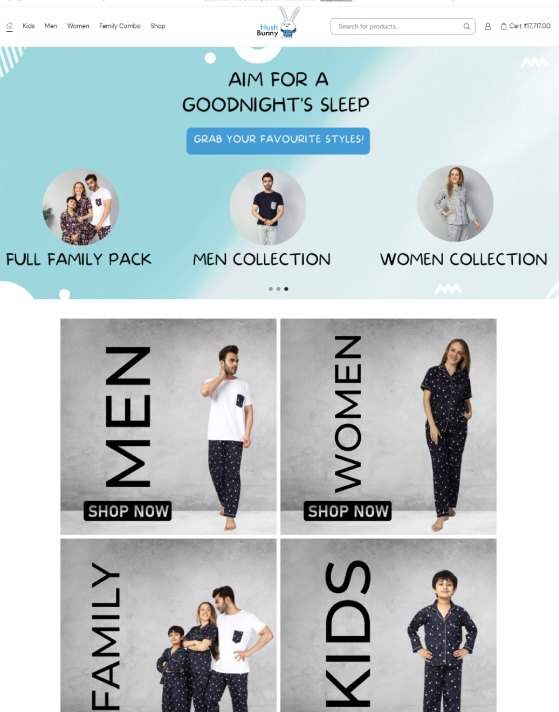 Kids Men Women Family Combo Shop
Hush
Bunny
Search for products...
Cart ₹17,717.00
AIM FOR A
GOODNIGHT'S SLEEP
GRAB YOUR FAVOURITE STYLES!
FULL FAMILY PACK
MEN COLLECTION
WOMEN COLLECTION
MEN
SHOP NOW
WOMEN
SHOP NOW
FAMILY
KIDS